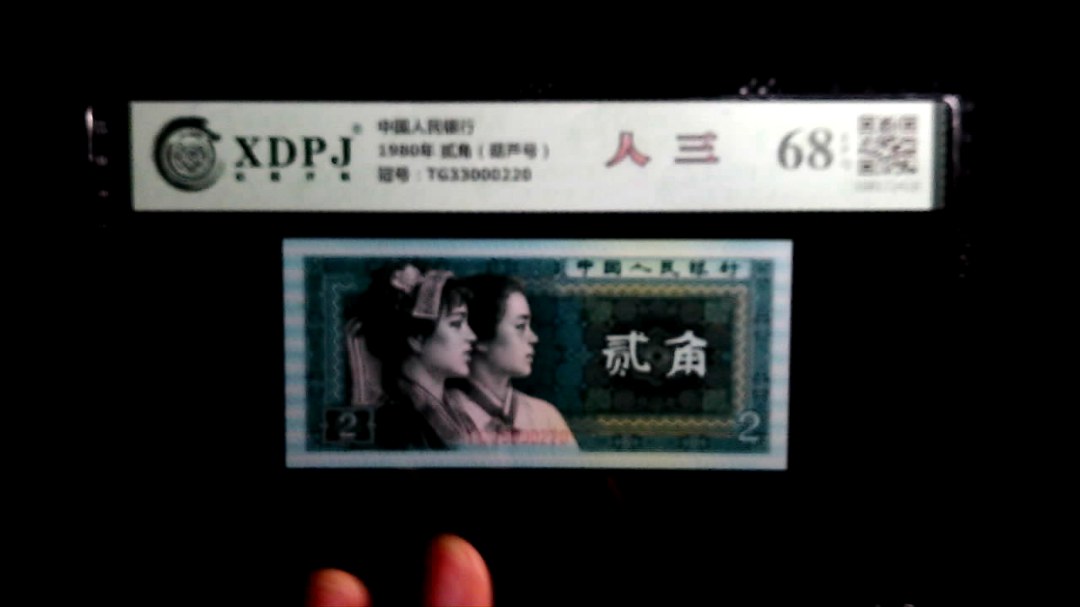 XDPJ
中国人民银行
1980年 贰角（葫芦号）
冠号：TG33000220
人 三
68
中国人民银行
贰角
2
2